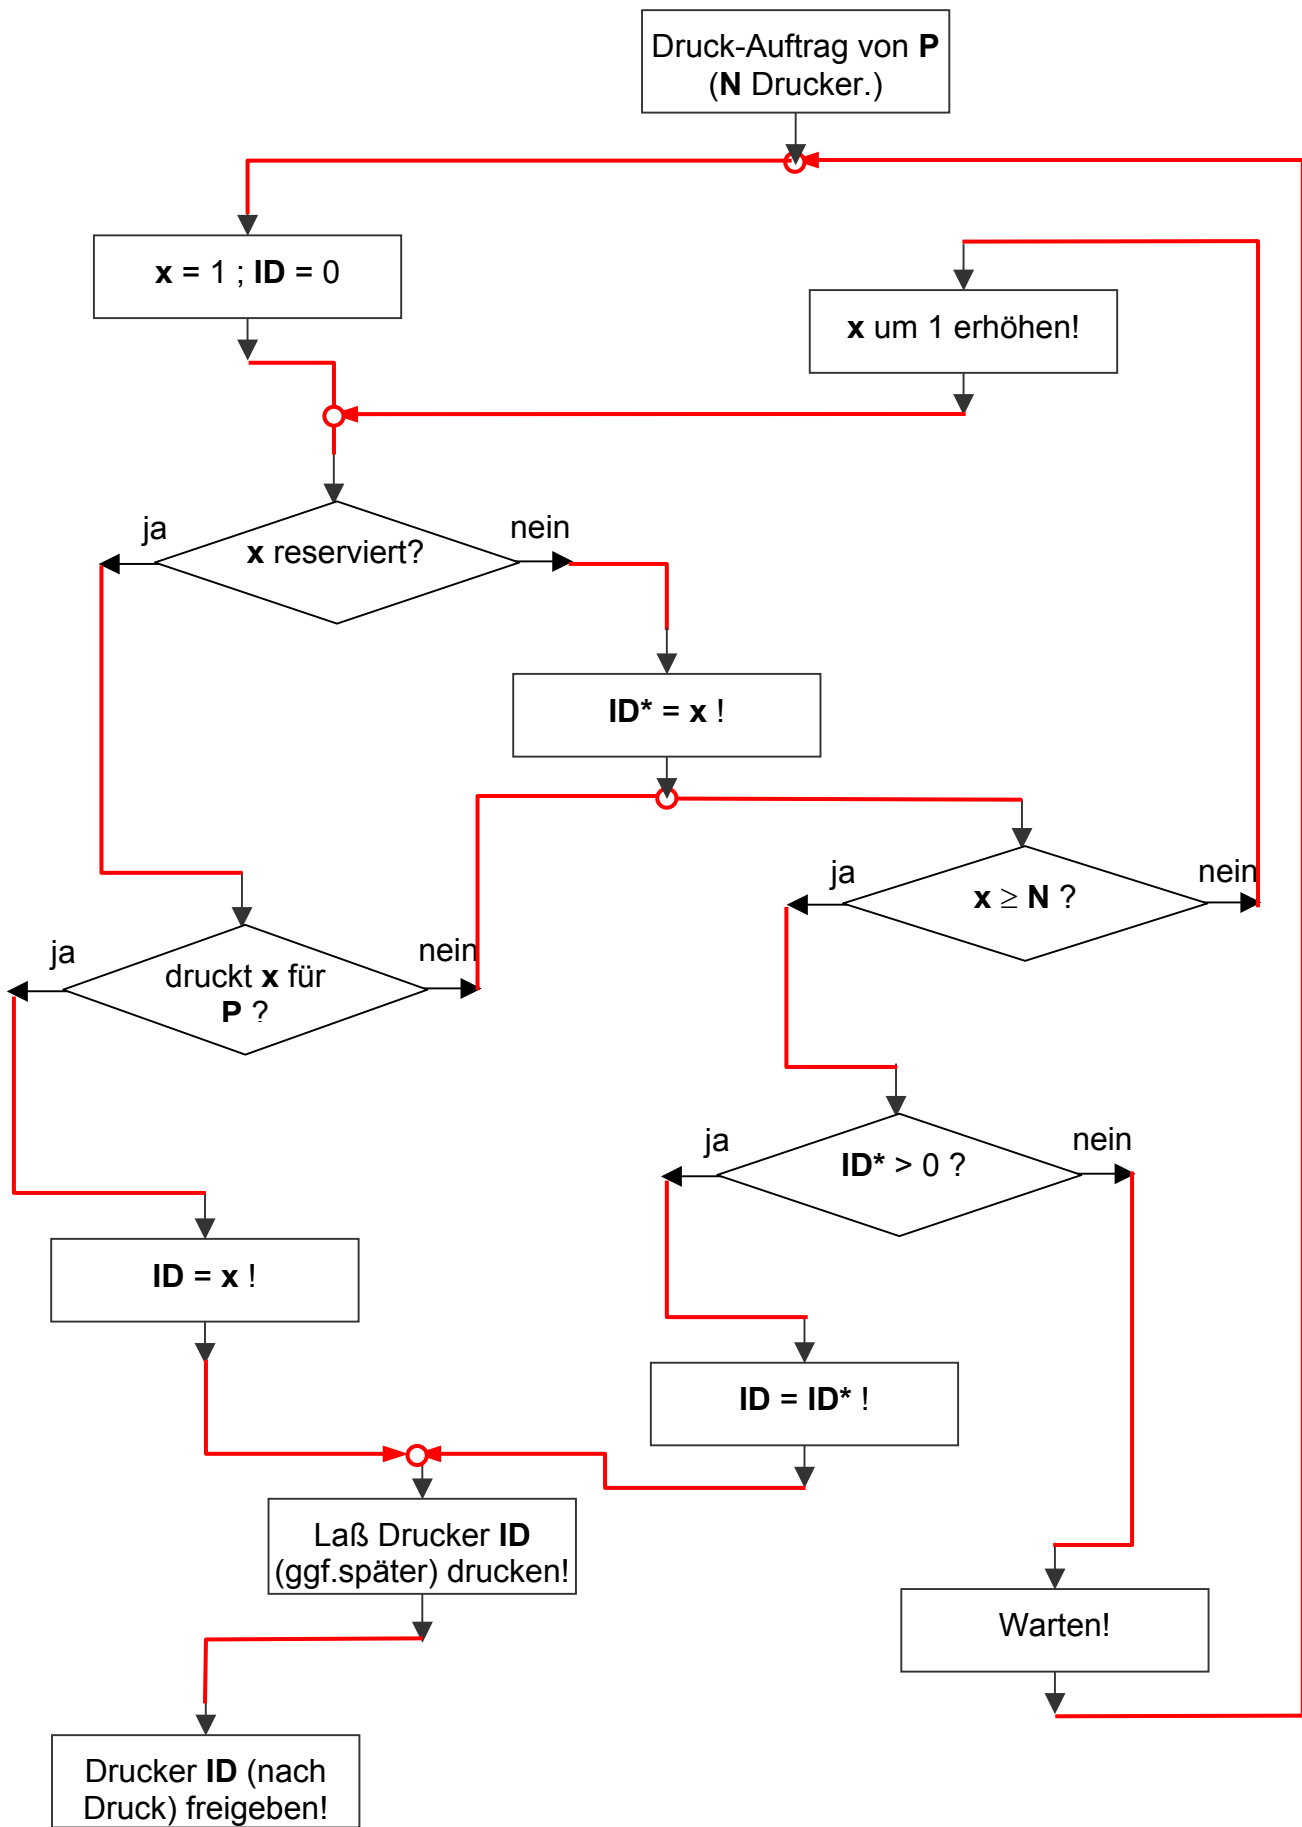 Druck-Auftrag von P
(N Drucker.)
x = 1 ; ID = 0
x um 1 erhöhen!
ja
x reserviert?
nein
ID* = x !
ja
x ≥ N ?
nein
ja
druckt x für
P ?
nein
ja
ID* > 0 ?
nein
ID = x !
ID = ID* !
Laß Drucker ID
(ggf.später) drucken!
Warten!
Drucker ID (nach
Druck) freigeben!